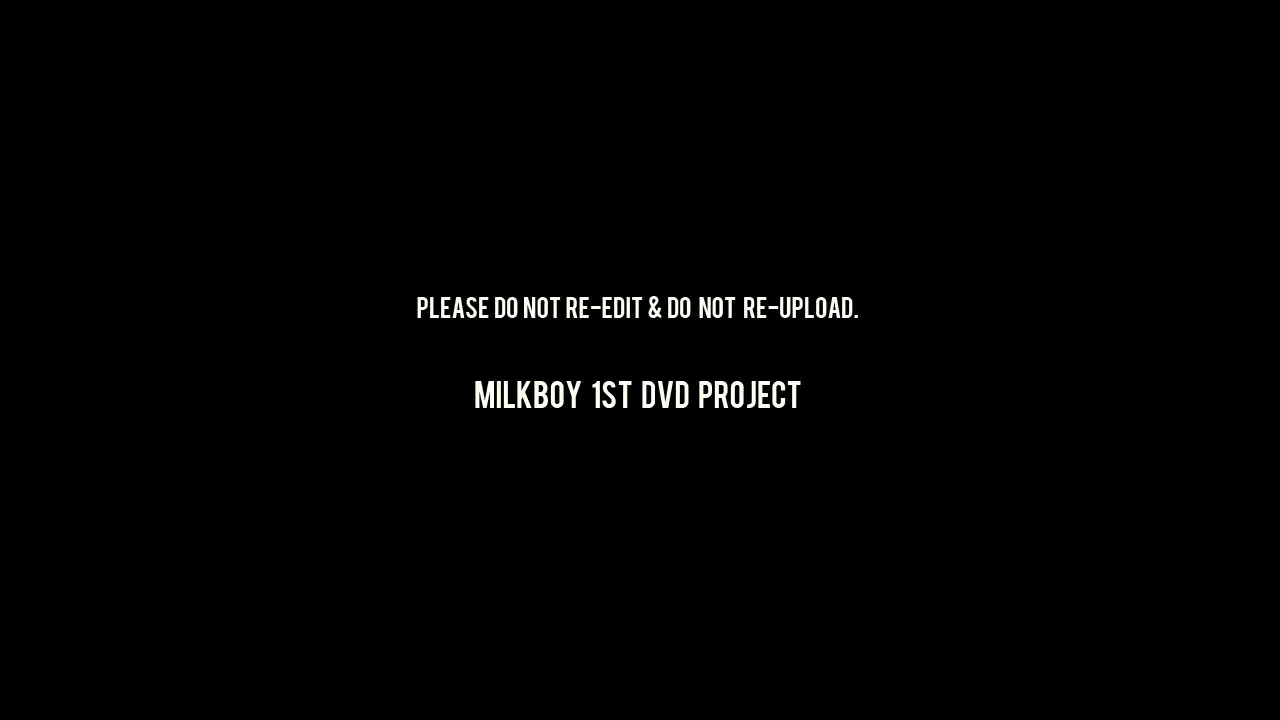 PLEASE DO NOT RE-EDIT & DO NOT RE-UPLOAD.
MILKBOY 1ST DVD PROJECT